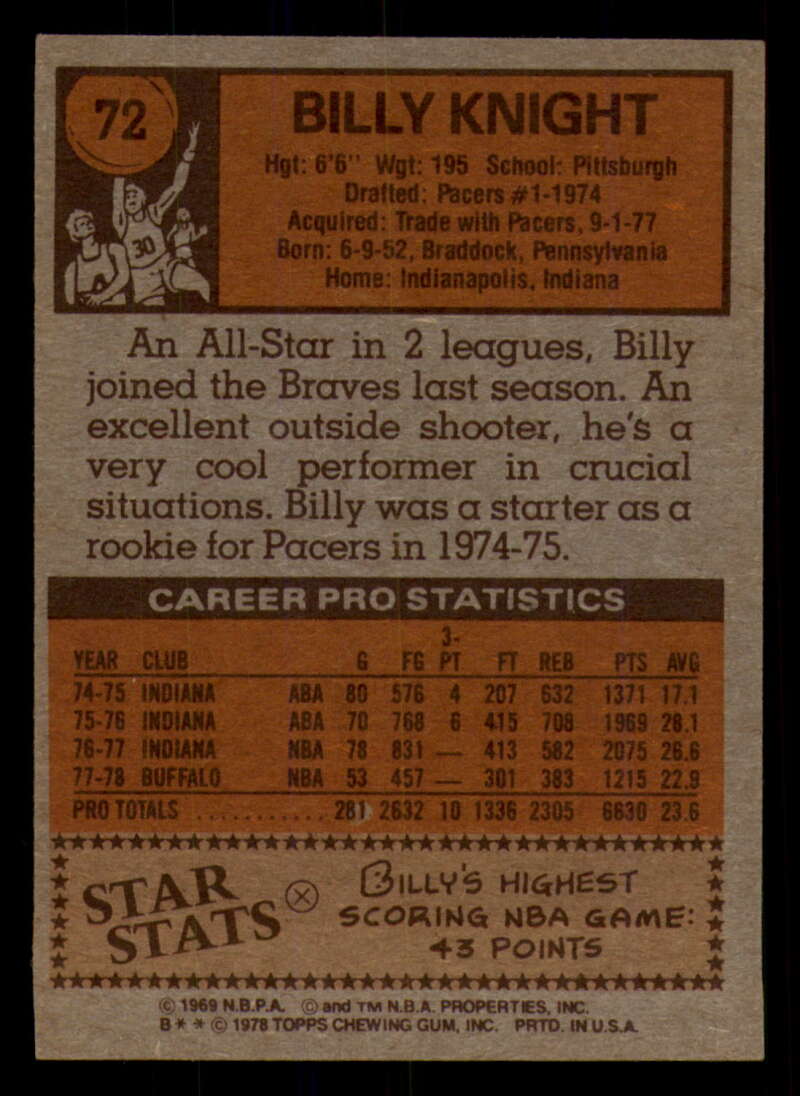 72
BILLY KNIGHT
Hgt: 6'6" Wgt: 195 School: Pittsburgh
Drafted: Pacers #1-1974
Acquired: Trade with Pacers, 9-1-77
Born: 6-9-52, Braddock, Pennsylvania
Home: Indianapolis, Indiana
30
An All-Star in 2 leagues, Billy
joined the Braves last season. An
excellent outside shooter, he's a
very cool performer in crucial
situations. Billy was a starter as a
rookie for Pacers in 1974-75.
CAREER PRO STATISTICS
YEAR CLUB G FG 3-PT FT REB PTS AVG
74-75 INDIANA ABA 80 576 4 207 632 1371 17.1
75-76 INDIANA ABA 70 768 6 415 708 1969 28.1
76-77 INDIANA NBA 78 831 — 413 582 2075 26.6
77-78 BUFFALO NBA 53 457 — 301 383 1215 22.9
PRO TOTALS ........... 281 2632 10 1336 2305 6630 23.6
STAR STATS
BILLY'S HIGHEST
SCORING NBA GAME:
43 POINTS
© 1969 N.B.P.A. © and TM N.B.A. PROPERTIES, INC.
B * * © 1978 TOPPS CHEWING GUM, INC. PRTD. IN U.S.A.